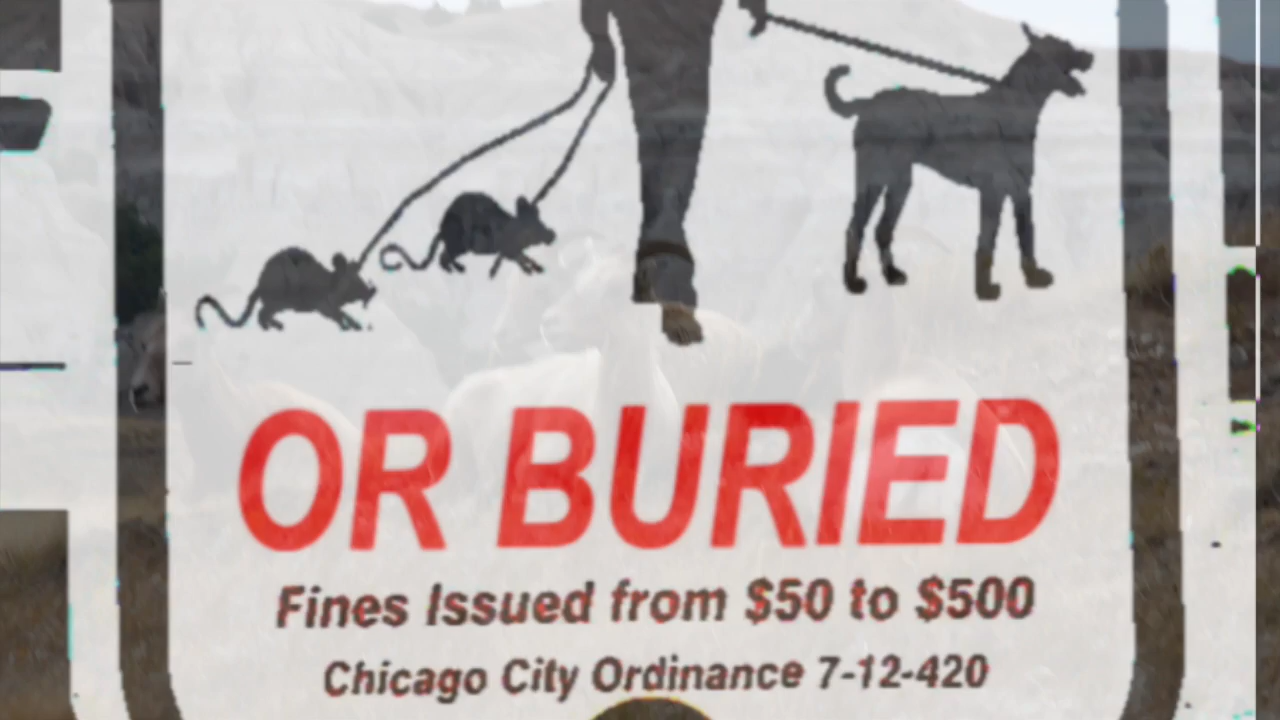 OR BURIED
Fines Issued from $50 to $500
Chicago City Ordinance 7-12-420